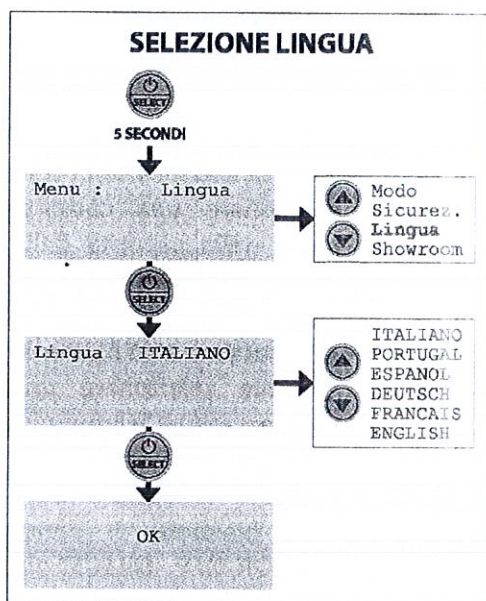 SELEZIONE LINGUA
SELECT
5 SECONDI
Menu : Lingua
Modo
Sicurez.
Lingua
Showroom
SELECT
Lingua ITALIANO
ITALIANO
PORTUGAL
ESPANOL
DEUTSCH
FRANCAIS
ENGLISH
SELECT
OK